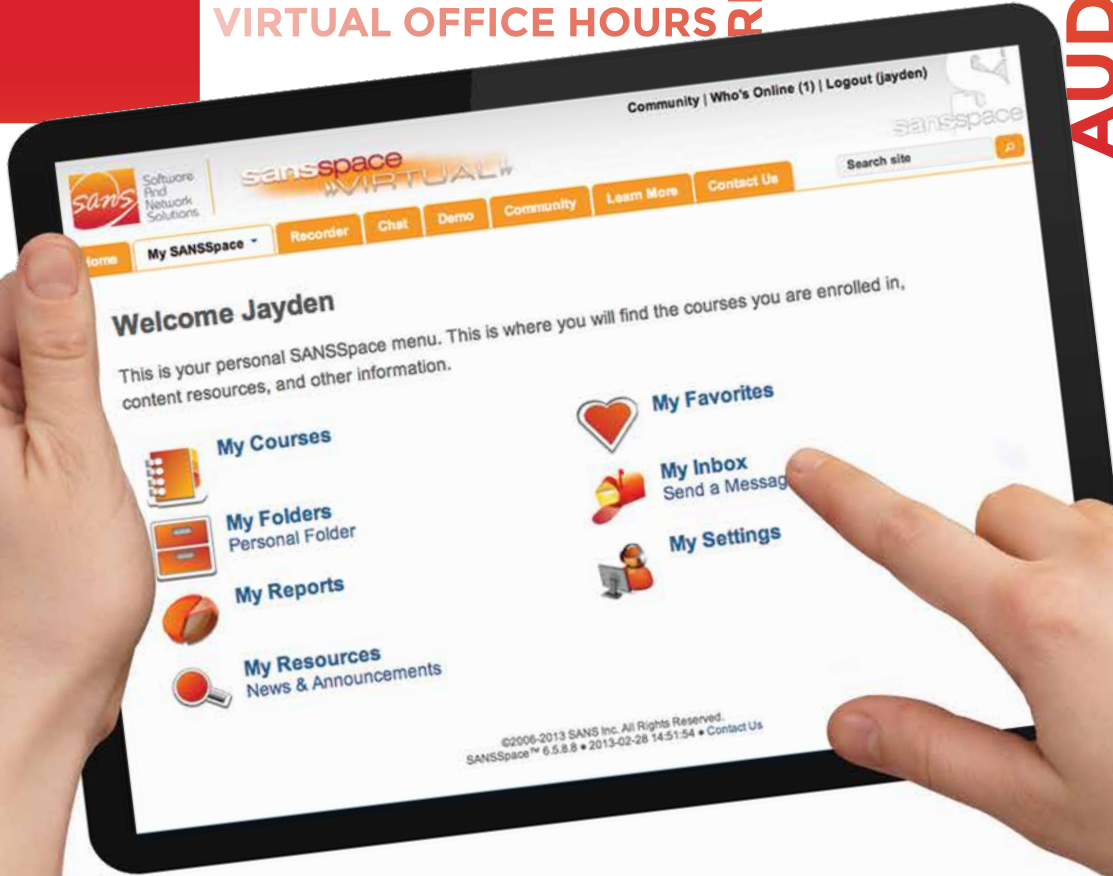 VIRTUAL OFFICE HOURS
AUD
Community | Who's Online (1) | Logout (jayden)
sansspace
sans
Software
And
Network
Solutions
sansspace
VIRTUAL
Search site
Home My SANSSpace Recorder Chat Demo Community Learn More Contact Us
Welcome Jayden
This is your personal SANSSpace menu. This is where you will find the courses you are enrolled in,
content resources, and other information.
My Courses
My Folders
Personal Folder
My Reports
My Resources
News & Announcements
My Favorites
My Inbox
Send a Messag
My Settings
©2006-2013 SANS Inc. All Rights Reserved.
SANSSpace™ 6.5.8.8 • 2013-02-28 14:51:54 • Contact Us